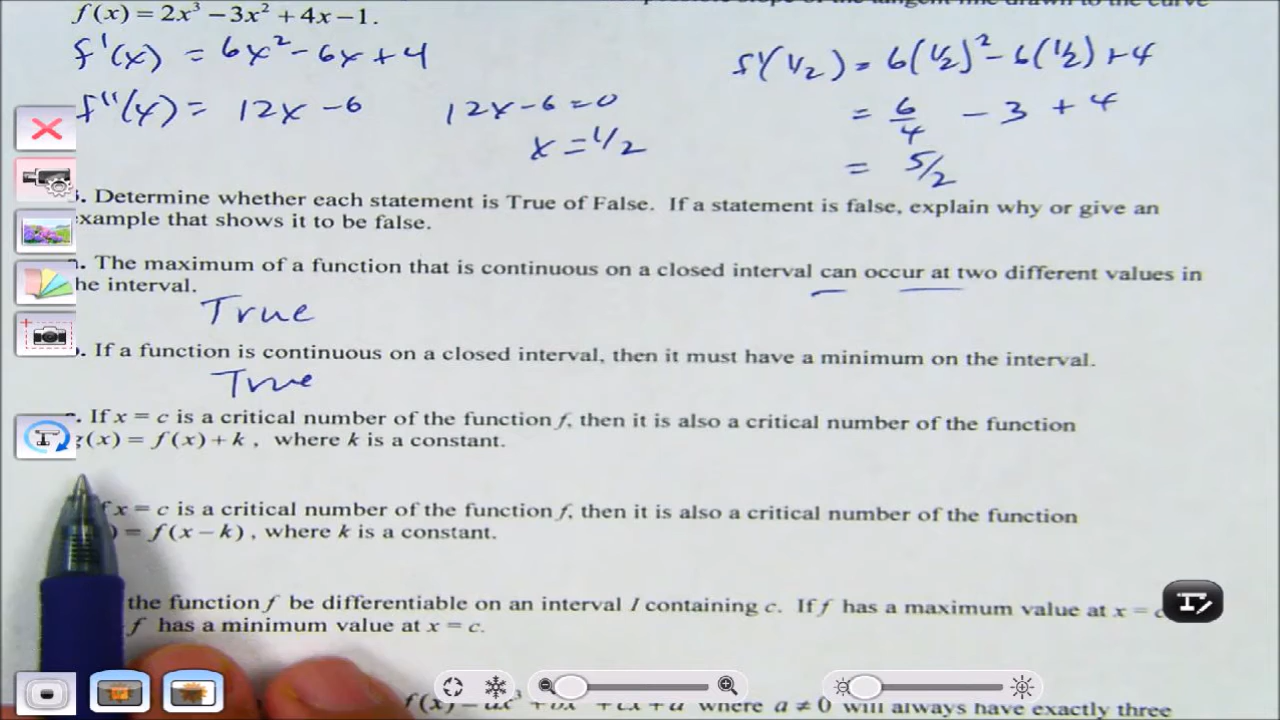 f(x) = 2x³ − 3x² + 4x − 1.
f'(x) = 6x² − 6x + 4
f'(1/2) = 6(1/2)² − 6(1/2) + 4
f''(x) = 12x − 6
12x − 6 = 0
= 6/4 − 3 + 4
x = 1/2
= 5/2
Determine whether each statement is True of False. If a statement is false, explain why or give an
example that shows it to be false.
The maximum of a function that is continuous on a closed interval can occur at two different values in
the interval.
True
If a function is continuous on a closed interval, then it must have a minimum on the interval.
True
If x = c is a critical number of the function f, then it is also a critical number of the function
g(x) = f(x) + k , where k is a constant.
If x = c is a critical number of the function f, then it is also a critical number of the function
= f(x − k) , where k is a constant.
the function f be differentiable on an interval I containing c. If f has a maximum value at x = c
f has a minimum value at x = c.
where a ≠ 0 will always have exactly three